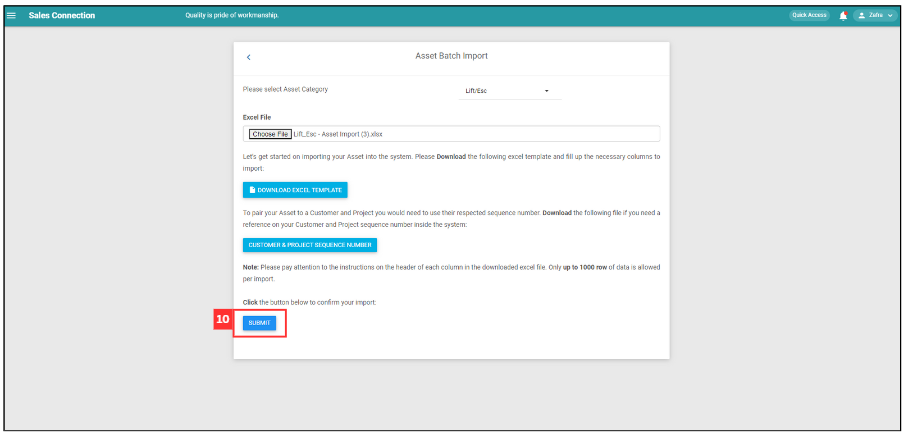 Sales Connection
Quality is pride of workmanship.
Quick Access
Zafra
Asset Batch Import
Please select Asset Category
Lift/Esc
Excel File
Choose File Lift_Esc - Asset Import (3).xlsx
Let's get started on importing your Asset into the system. Please Download the following excel template and fill up the necessary columns to
import:
DOWNLOAD EXCEL TEMPLATE
To pair your Asset to a Customer and Project you would need to use their respected sequence number. Download the following file if you need a
reference on your Customer and Project sequence number inside the system:
CUSTOMER & PROJECT SEQUENCE NUMBER
Note: Please pay attention to the instructions on the header of each column in the downloaded excel file. Only up to 1000 row of data is allowed
per import.
Click the button below to confirm your import:
10
SUBMIT